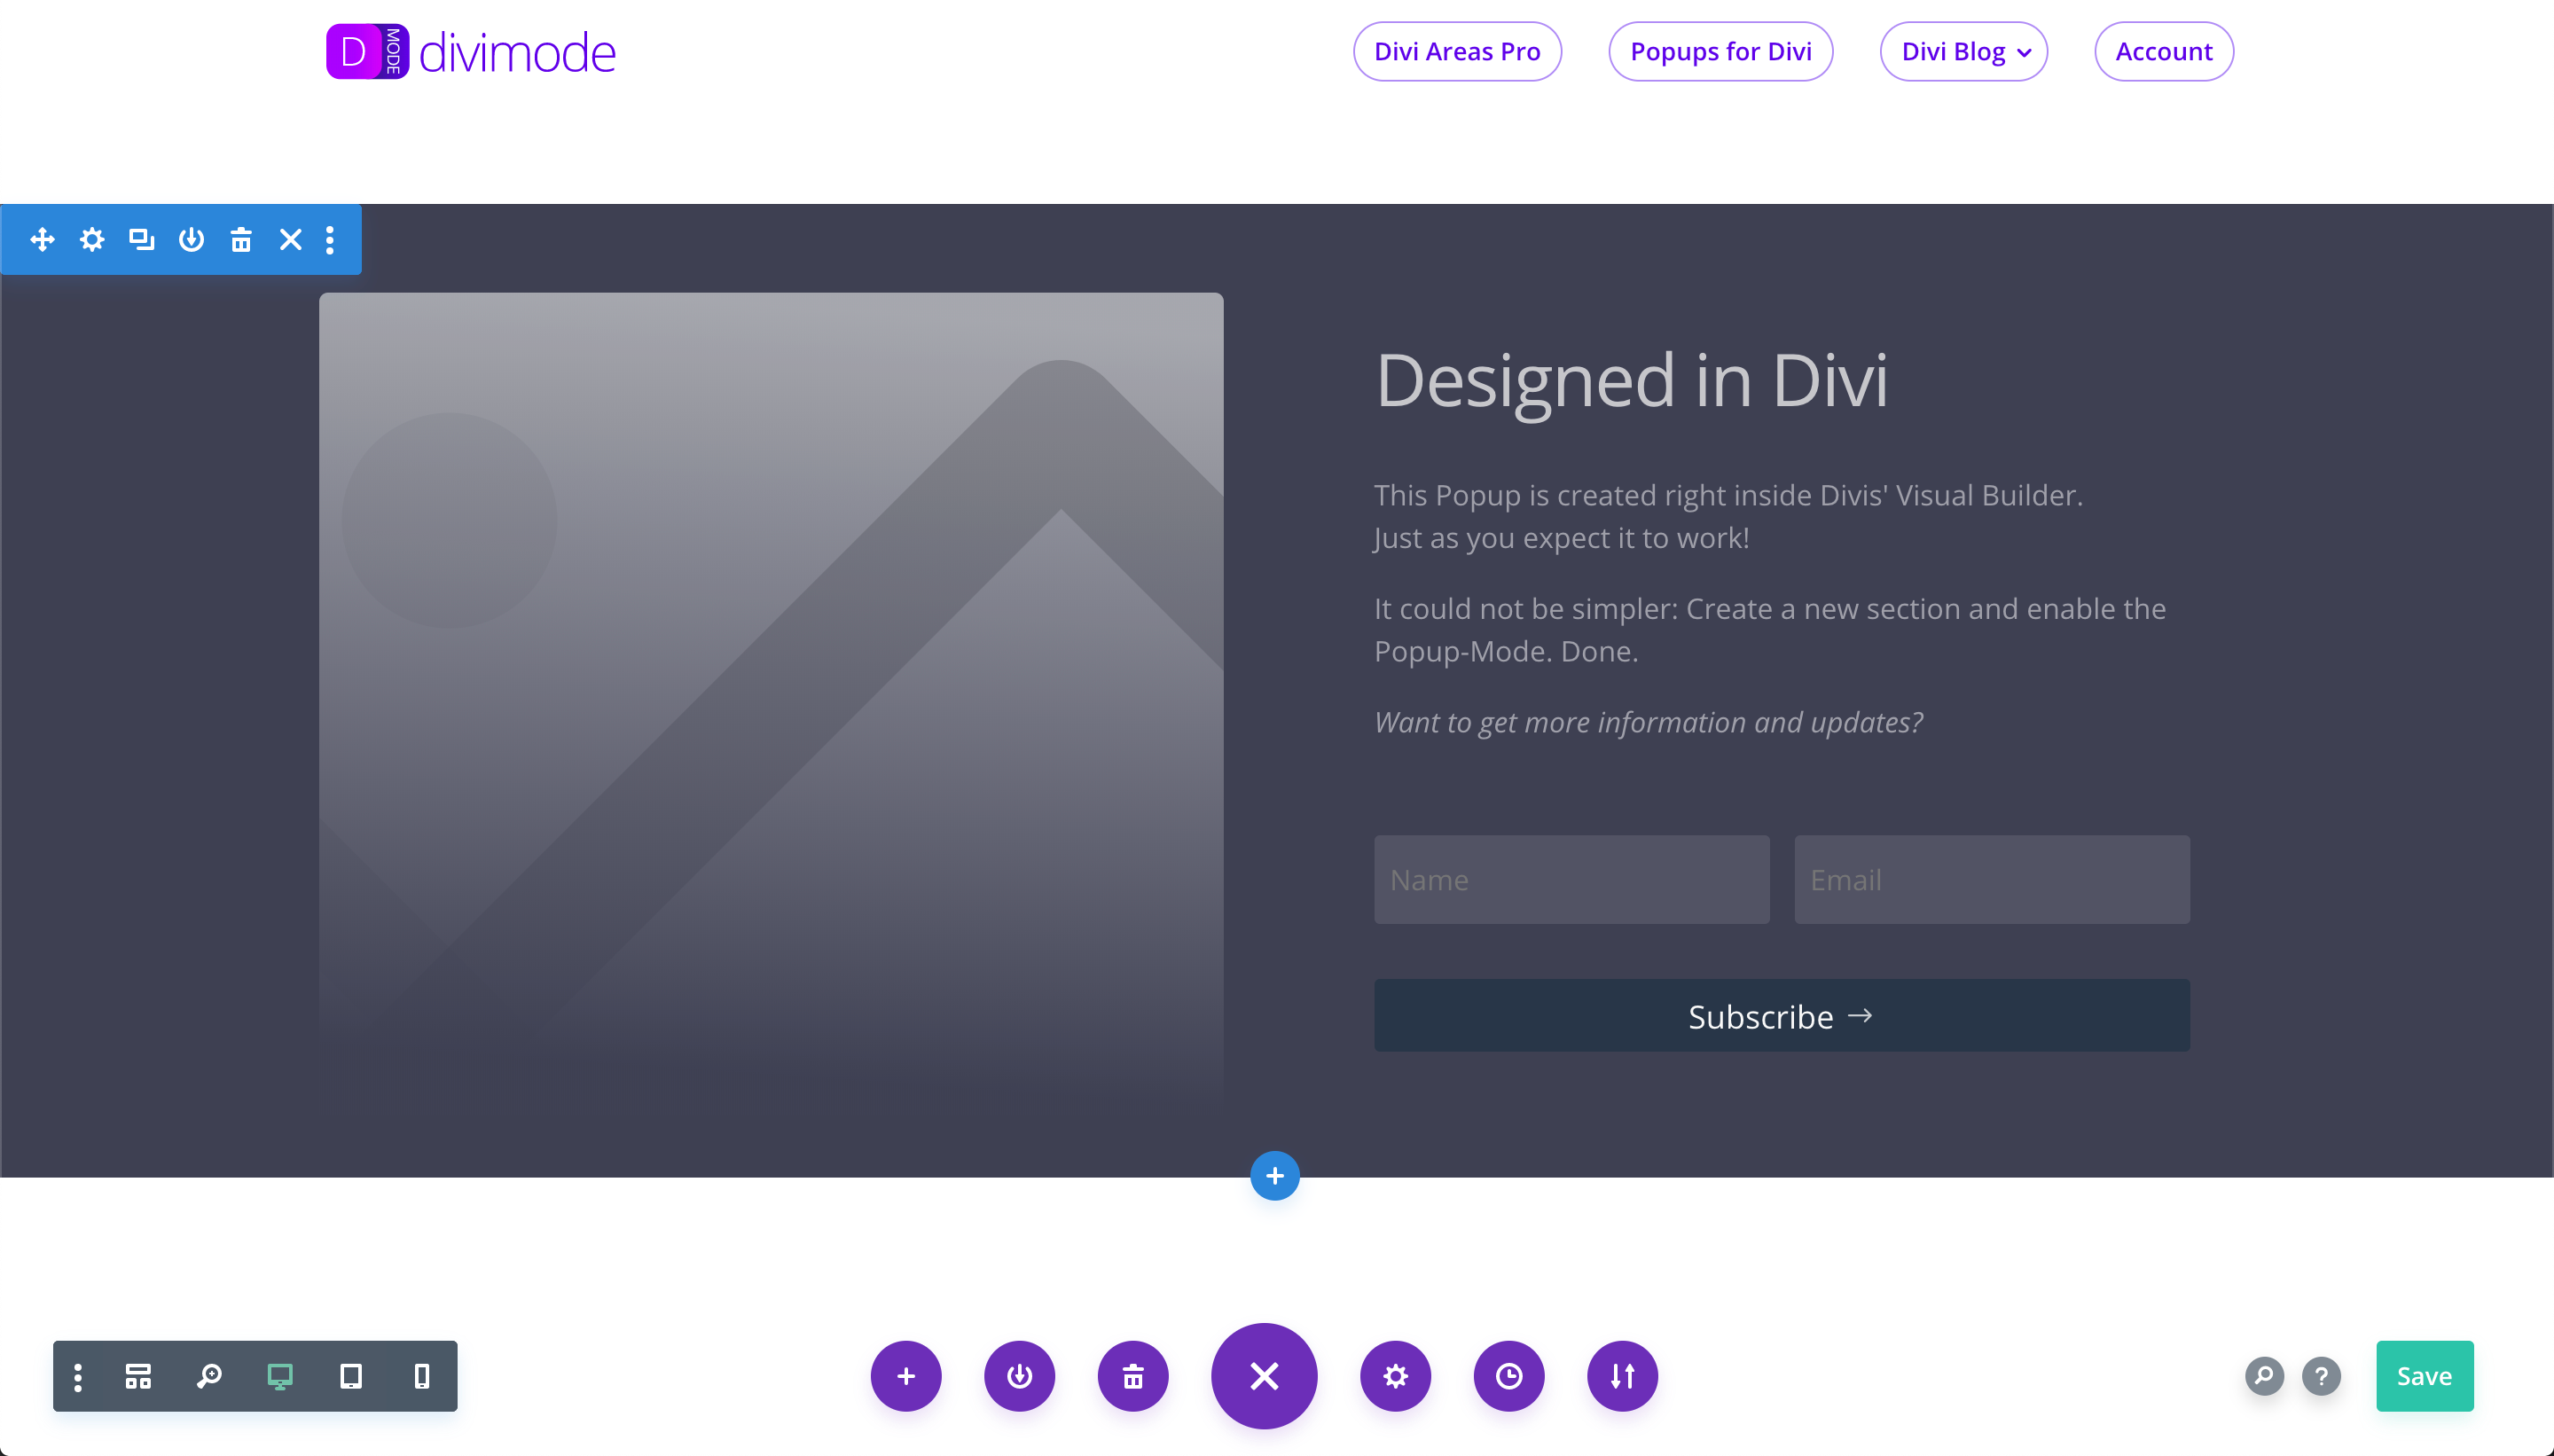 D MODE divimode
Divi Areas Pro
Popups for Divi
Divi Blog
Account
Designed in Divi
This Popup is created right inside Divis' Visual Builder.
Just as you expect it to work!
It could not be simpler: Create a new section and enable the
Popup-Mode. Done.
Want to get more information and updates?
Name
Email
Subscribe →
?
Save